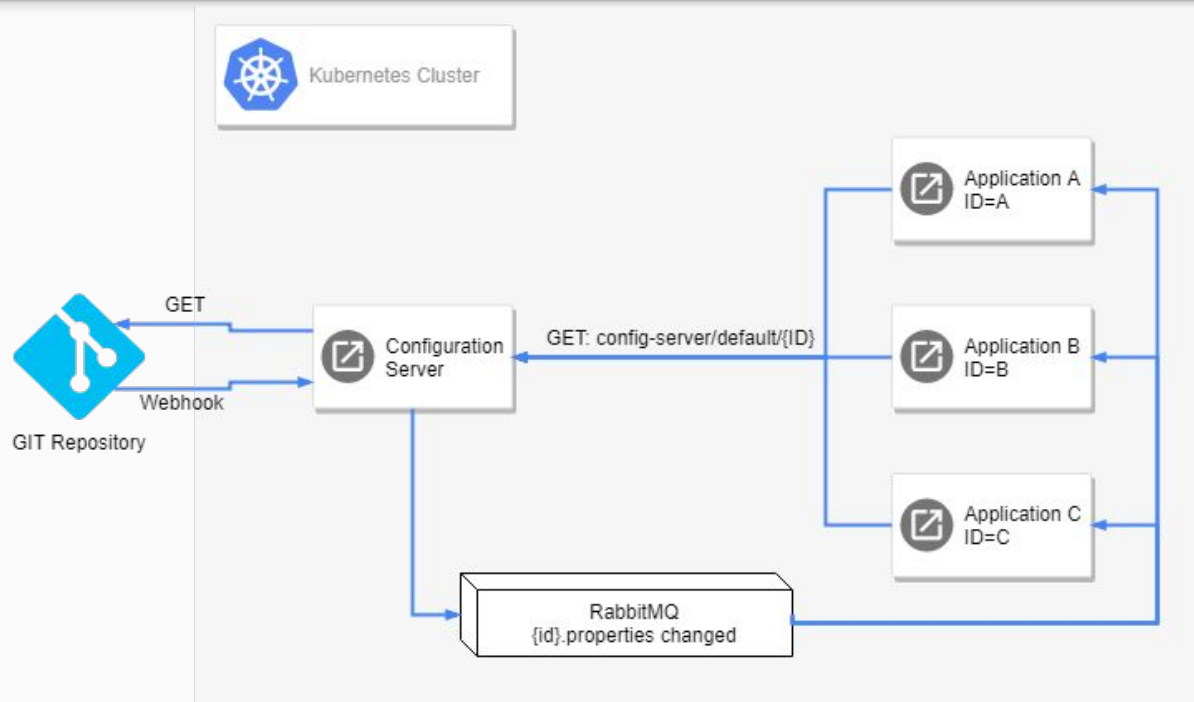 Kubernetes Cluster
Application A
ID=A
GET
GET: config-server/default/{ID}
Configuration
Server
Application B
ID=B
Webhook
GIT Repository
Application C
ID=C
RabbitMQ
{id}.properties changed